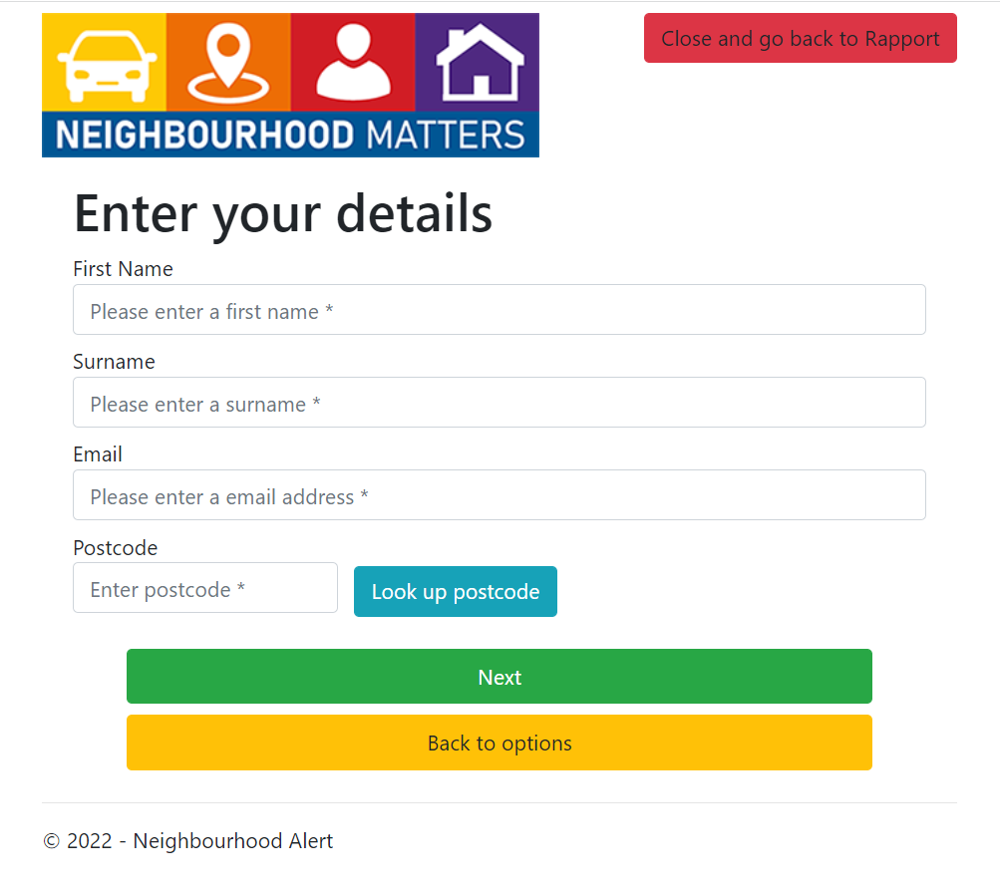 NEIGHBOURHOOD MATTERS
Close and go back to Rapport
Enter your details
First Name
Please enter a first name *
Surname
Please enter a surname *
Email
Please enter a email address *
Postcode
Enter postcode *
Look up postcode
Next
Back to options
© 2022 - Neighbourhood Alert